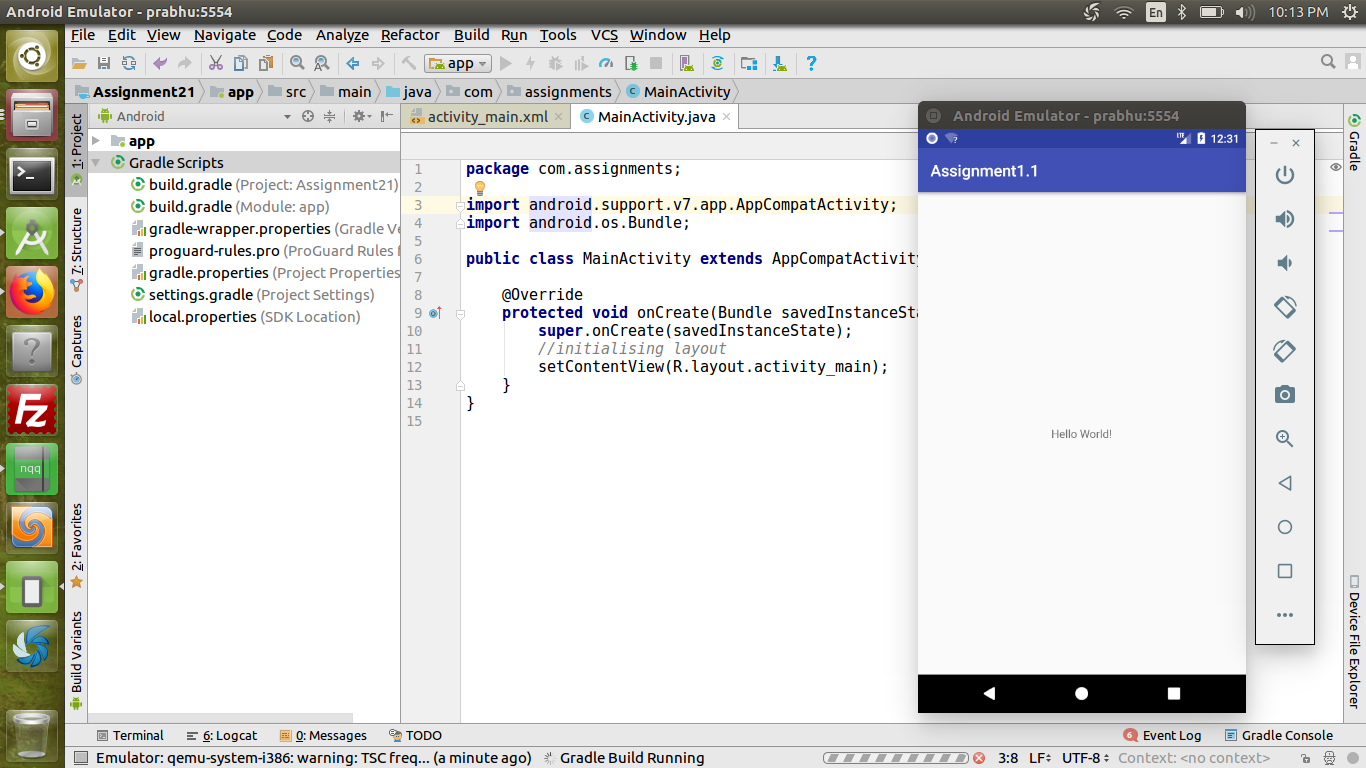 Android Emulator - prabhu:5554
En
10:13 PM
File Edit View Navigate Code Analyze Refactor Build Run Tools VCS Window Help
app
Assignment21 app src main java com assignments MainActivity
Android
activity_main.xml
MainActivity.java
1: Project
7: Structure
Captures
2: Favorites
Build Variants
app
Gradle Scripts
build.gradle (Project: Assignment21)
build.gradle (Module: app)
gradle-wrapper.properties (Gradle Ve
proguard-rules.pro (ProGuard Rules f
gradle.properties (Project Properties
settings.gradle (Project Settings)
local.properties (SDK Location)
1 package com.assignments;
2
3 import android.support.v7.app.AppCompatActivity;
4 import android.os.Bundle;
5
6 public class MainActivity extends AppCompatActivity
7
8 @Override
9 protected void onCreate(Bundle savedInstanceSta
10 super.onCreate(savedInstanceState);
11 //initialising layout
12 setContentView(R.layout.activity_main);
13 }
14 }
15
Android Emulator - prabhu:5554
LTE
12:31
Assignment1.1
Hello World!
Gradle
Device File Explorer
Fz
nqq
Terminal
6: Logcat
0: Messages
TODO
6 Event Log
Gradle Console
Emulator: qemu-system-i386: warning: TSC freq... (a minute ago)
Gradle Build Running
3:8 LF UTF-8 Context: <no context>